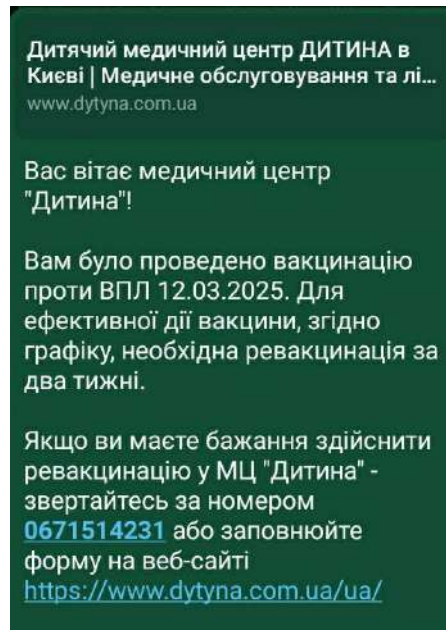 Дитячий медичний центр ДИТИНА в
Києві | Медичне обслуговування та лі...
www.dytyna.com.ua
Вас вітає медичний центр
"Дитина"!
Вам було проведено вакцинацію
проти ВПЛ 12.03.2025. Для
ефективної дії вакцини, згідно
графіку, необхідна ревакцинація за
два тижні.
Якщо ви маєте бажання здійснити
ревакцинацію у МЦ "Дитина" -
звертайтесь за номером
0671514231 або заповнюйте
форму на веб-сайті
https://www.dytyna.com.ua/ua/